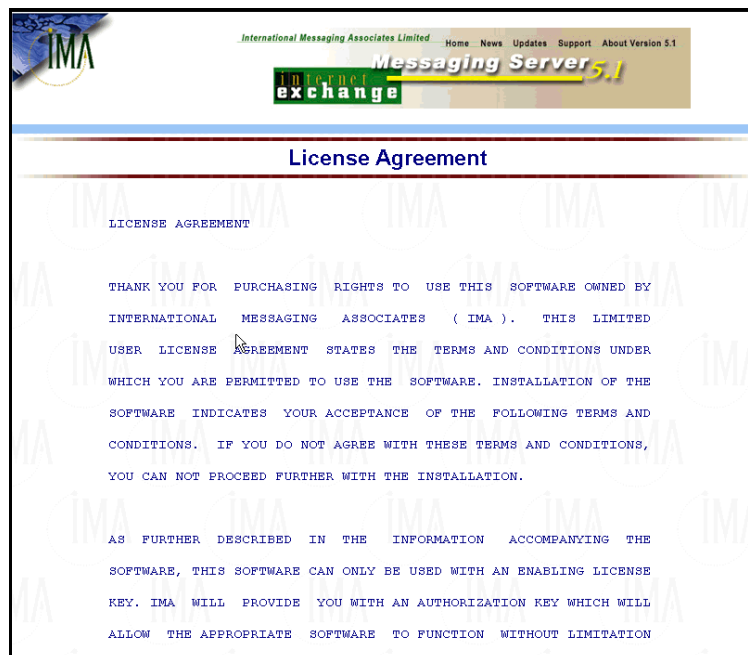 IMA
International Messaging Associates Limited
Home News Updates Support About Version 5.1
Messaging Server 5.1
internet
exchange
License Agreement
LICENSE AGREEMENT
THANK YOU FOR PURCHASING RIGHTS TO USE THIS SOFTWARE OWNED BY
INTERNATIONAL MESSAGING ASSOCIATES ( IMA ). THIS LIMITED
USER LICENSE AGREEMENT STATES THE TERMS AND CONDITIONS UNDER
WHICH YOU ARE PERMITTED TO USE THE SOFTWARE. INSTALLATION OF THE
SOFTWARE INDICATES YOUR ACCEPTANCE OF THE FOLLOWING TERMS AND
CONDITIONS. IF YOU DO NOT AGREE WITH THESE TERMS AND CONDITIONS,
YOU CAN NOT PROCEED FURTHER WITH THE INSTALLATION.
AS FURTHER DESCRIBED IN THE INFORMATION ACCOMPANYING THE
SOFTWARE, THIS SOFTWARE CAN ONLY BE USED WITH AN ENABLING LICENSE
KEY. IMA WILL PROVIDE YOU WITH AN AUTHORIZATION KEY WHICH WILL
ALLOW THE APPROPRIATE SOFTWARE TO FUNCTION WITHOUT LIMITATION